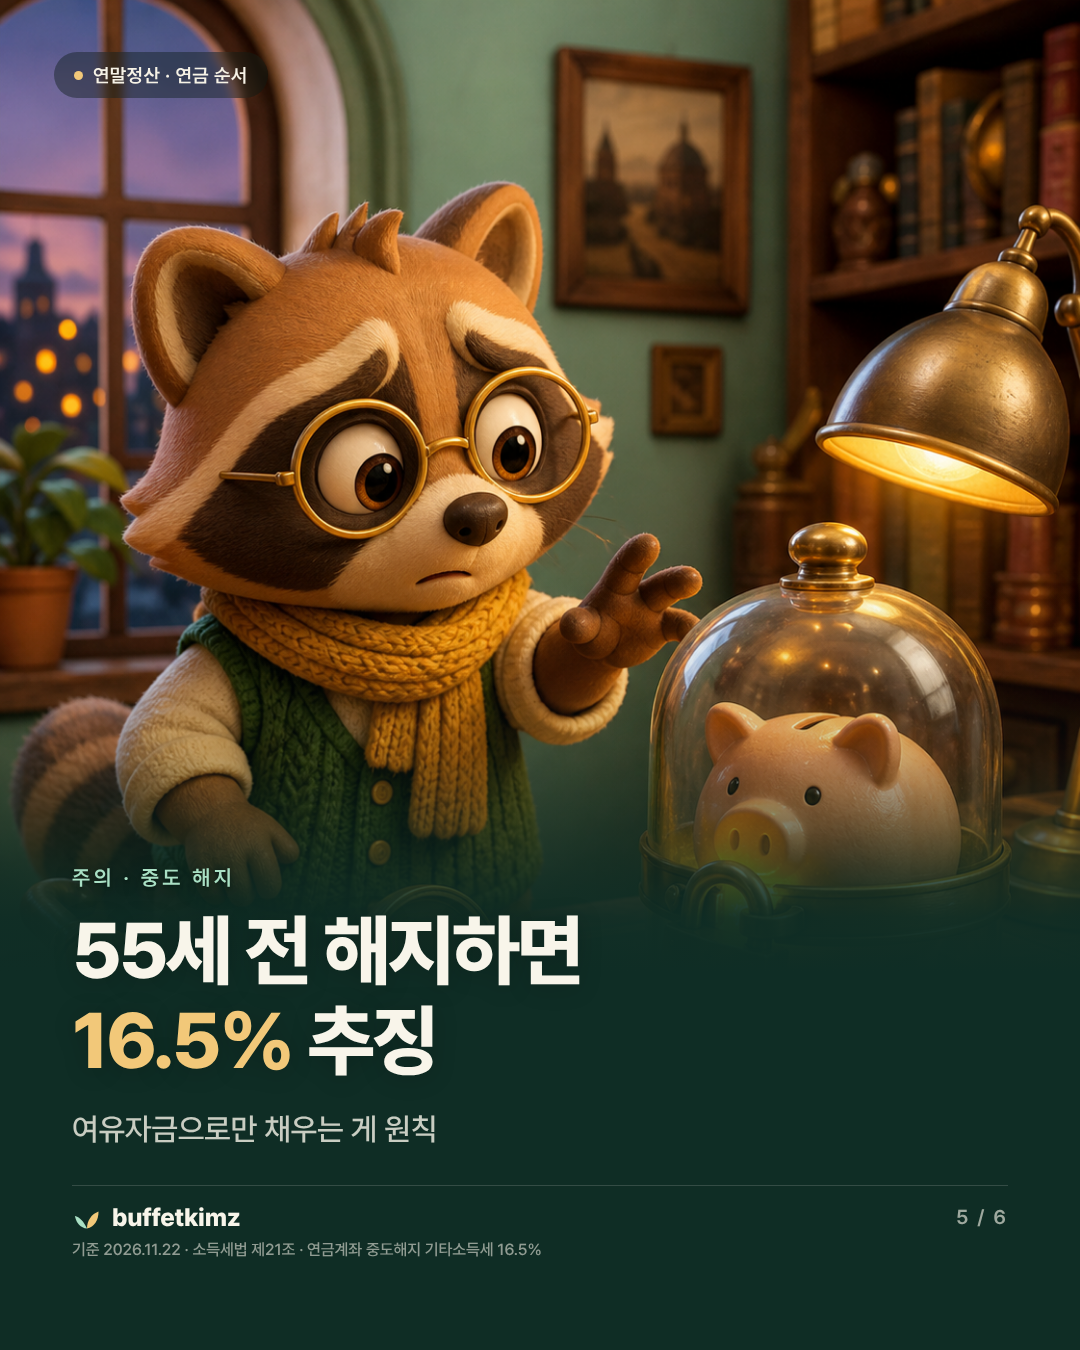 연말정산 · 연금 순서
주의 · 중도 해지
55세 전 해지하면
16.5% 추징
여유자금으로만 채우는 게 원칙
buffetkimz
5 / 6
기준 2026.11.22 · 소득세법 제21조 · 연금계좌 중도해지 기타소득세 16.5%